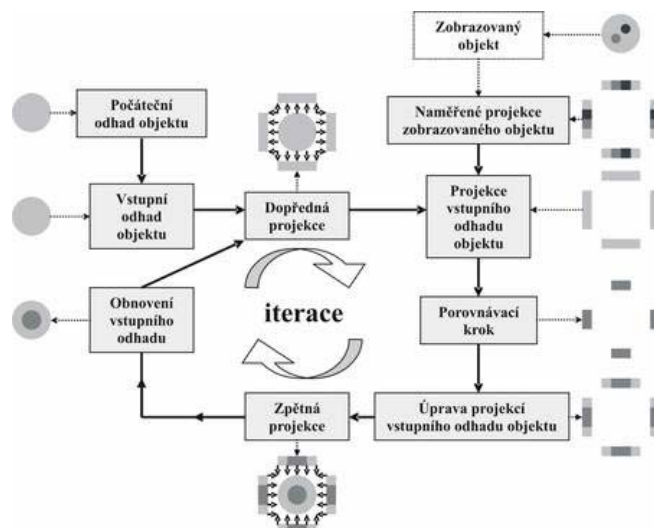 Zobrazovaný
objekt
Počáteční
odhad objektu
Naměřené projekce
zobrazovaného objektu
Vstupní
odhad
objektu
Dopředná
projekce
Projekce
vstupního
odhadu
objektu
Obnovení
vstupního
odhadu
iterace
Porovnávací
krok
Zpětná
projekce
Úprava projekcí
vstupního odhadu objektu